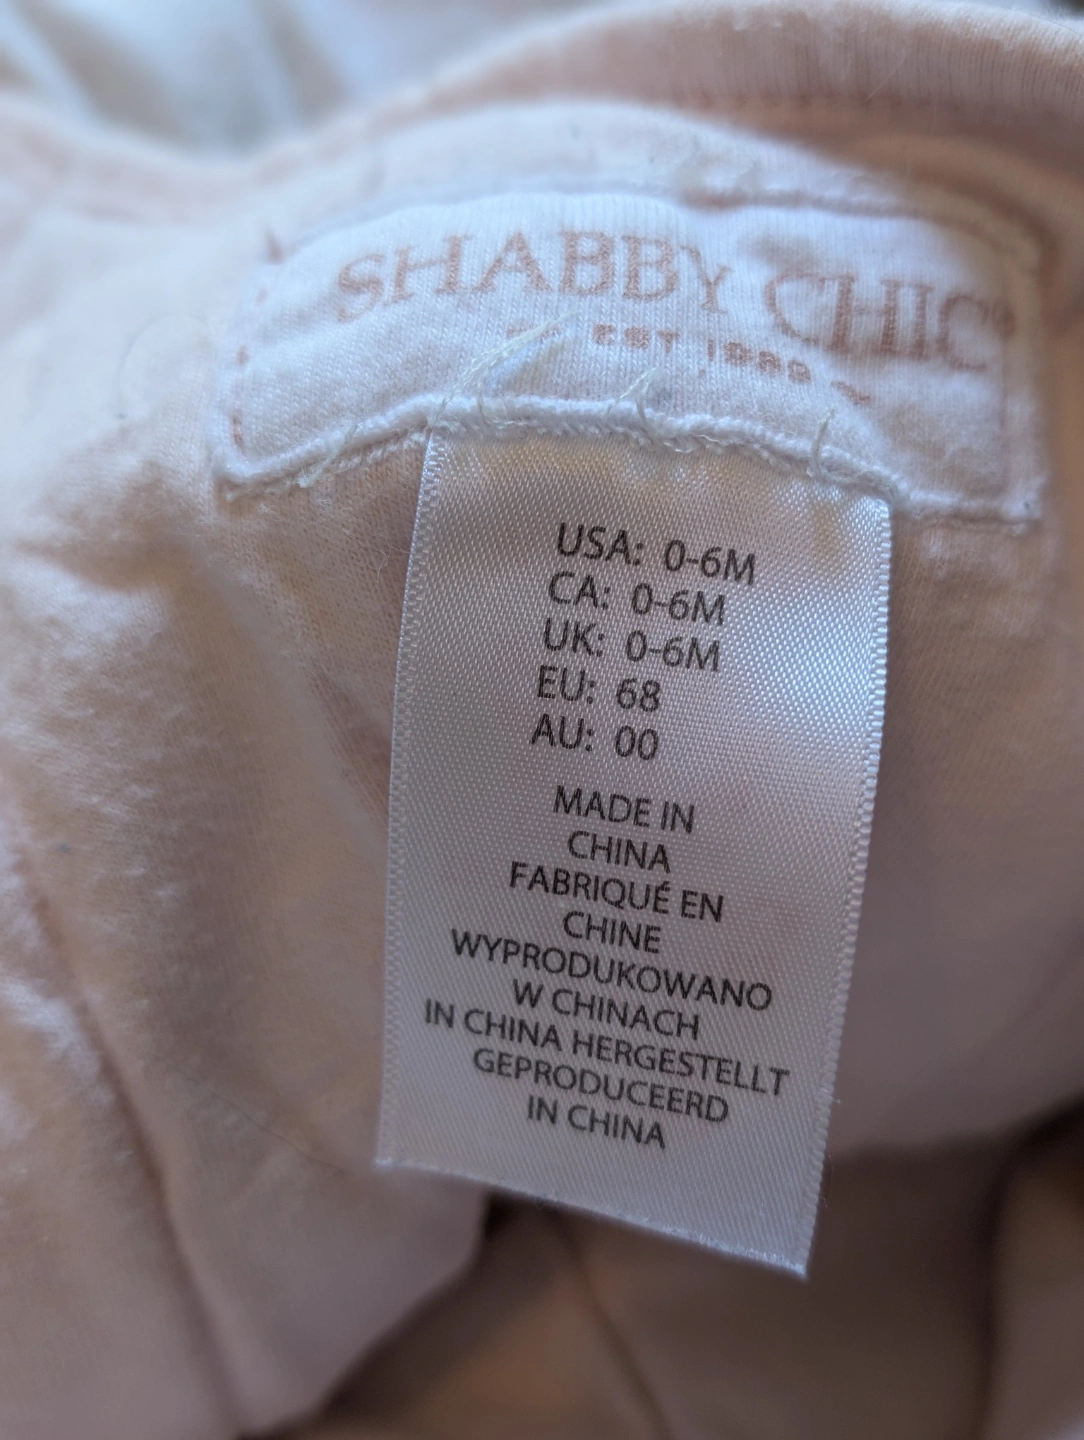 SHABBY CHIC®
EST 1989
USA: 0-6M
CA: 0-6M
UK: 0-6M
EU: 68
AU: 00
MADE IN
CHINA
FABRIQUÉ EN
CHINE
WYPRODUKOWANO
W CHINACH
IN CHINA HERGESTELLT
GEPRODUCEERD
IN CHINA